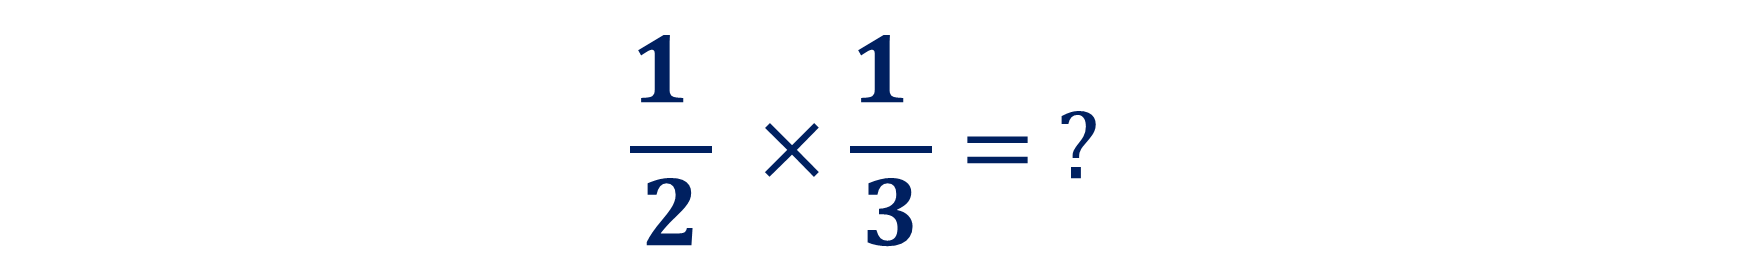 1/2 × 1/3 = ?